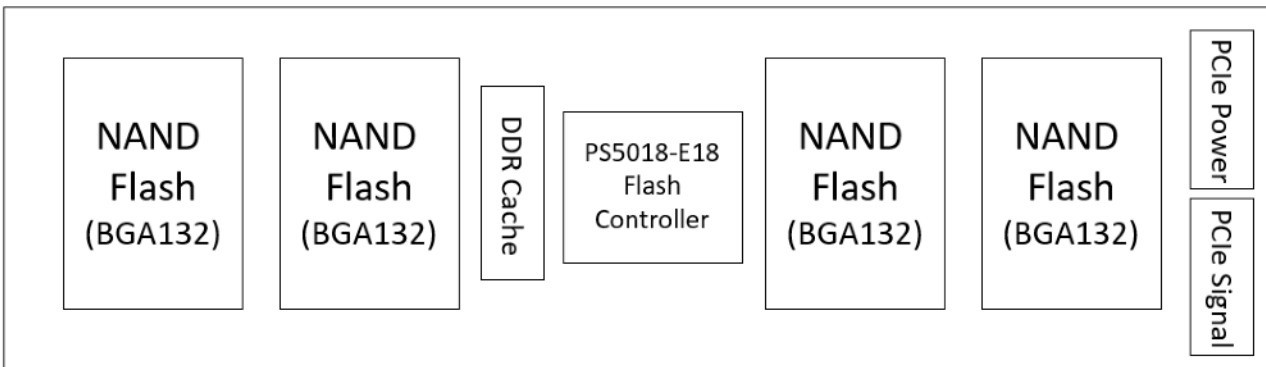 NAND
Flash
(BGA132)
NAND
Flash
(BGA132)
DDR Cache
PS5018-E18
Flash
Controller
NAND
Flash
(BGA132)
NAND
Flash
(BGA132)
PCIe Power
PCIe Signal